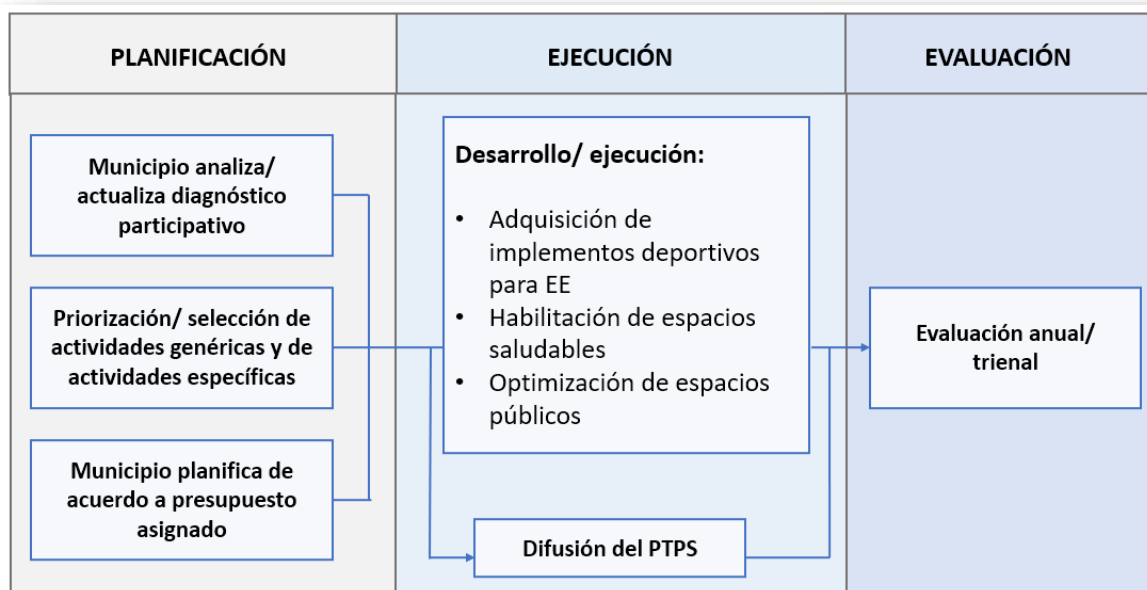 PLANIFICACIÓN
EJECUCIÓN
EVALUACIÓN
Municipio analiza/
actualiza diagnóstico
participativo
Priorización/ selección de
actividades genéricas y de
actividades específicas
Municipio planifica de
acuerdo a presupuesto
asignado
Desarrollo/ ejecución:
• Adquisición de
implementos deportivos
para EE
• Habilitación de espacios
saludables
• Optimización de espacios
públicos
Difusión del PTPS
Evaluación anual/
trienal